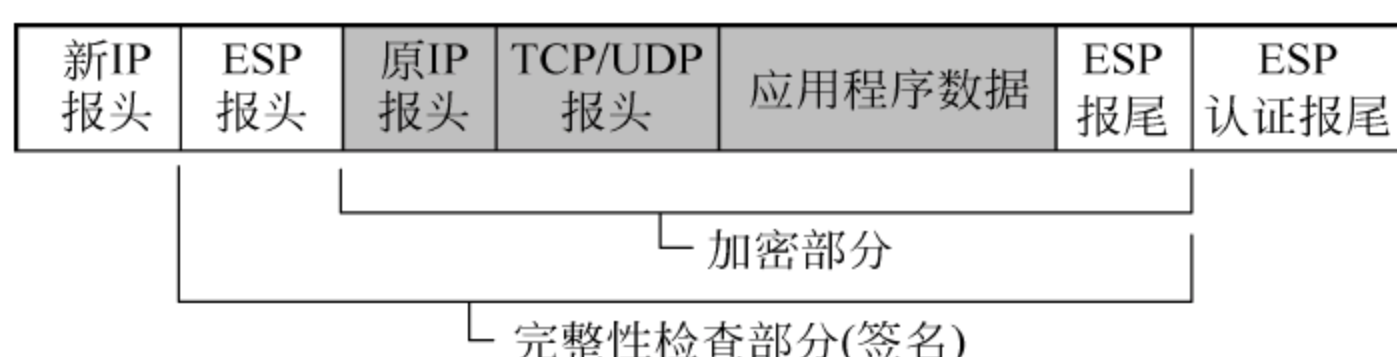 新IP
报头
ESP
报头
原IP
报头
TCP/UDP
报头
应用程序数据
ESP
报尾
ESP
认证报尾
加密部分
完整性检查部分(签名)